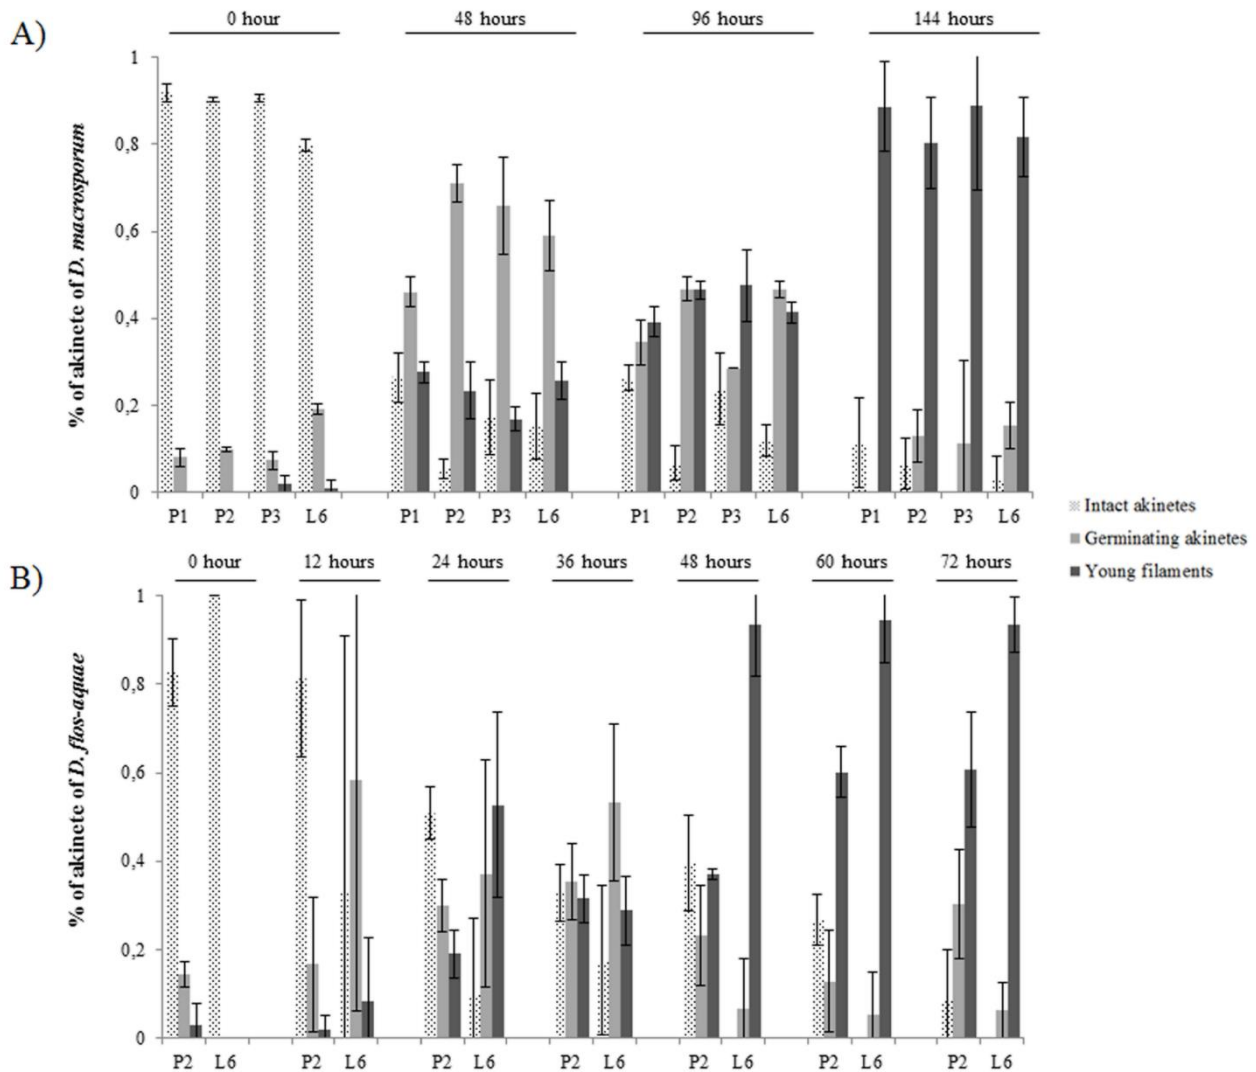 A)
0 hour 48 hours 96 hours 144 hours
% of akinete of D. macrosporum
1
0,8
0,6
0,4
0,2
0
P1 P2 P3 L6 P1 P2 P3 L6 P1 P2 P3 L6 P1 P2 P3 L6
Intact akinetes
Germinating akinetes
Young filaments
B)
0 hour 12 hours 24 hours 36 hours 48 hours 60 hours 72 hours
% of akinete of D. flos-aquae
1
0,8
0,6
0,4
0,2
0
P2 L6 P2 L6 P2 L6 P2 L6 P2 L6 P2 L6 P2 L6